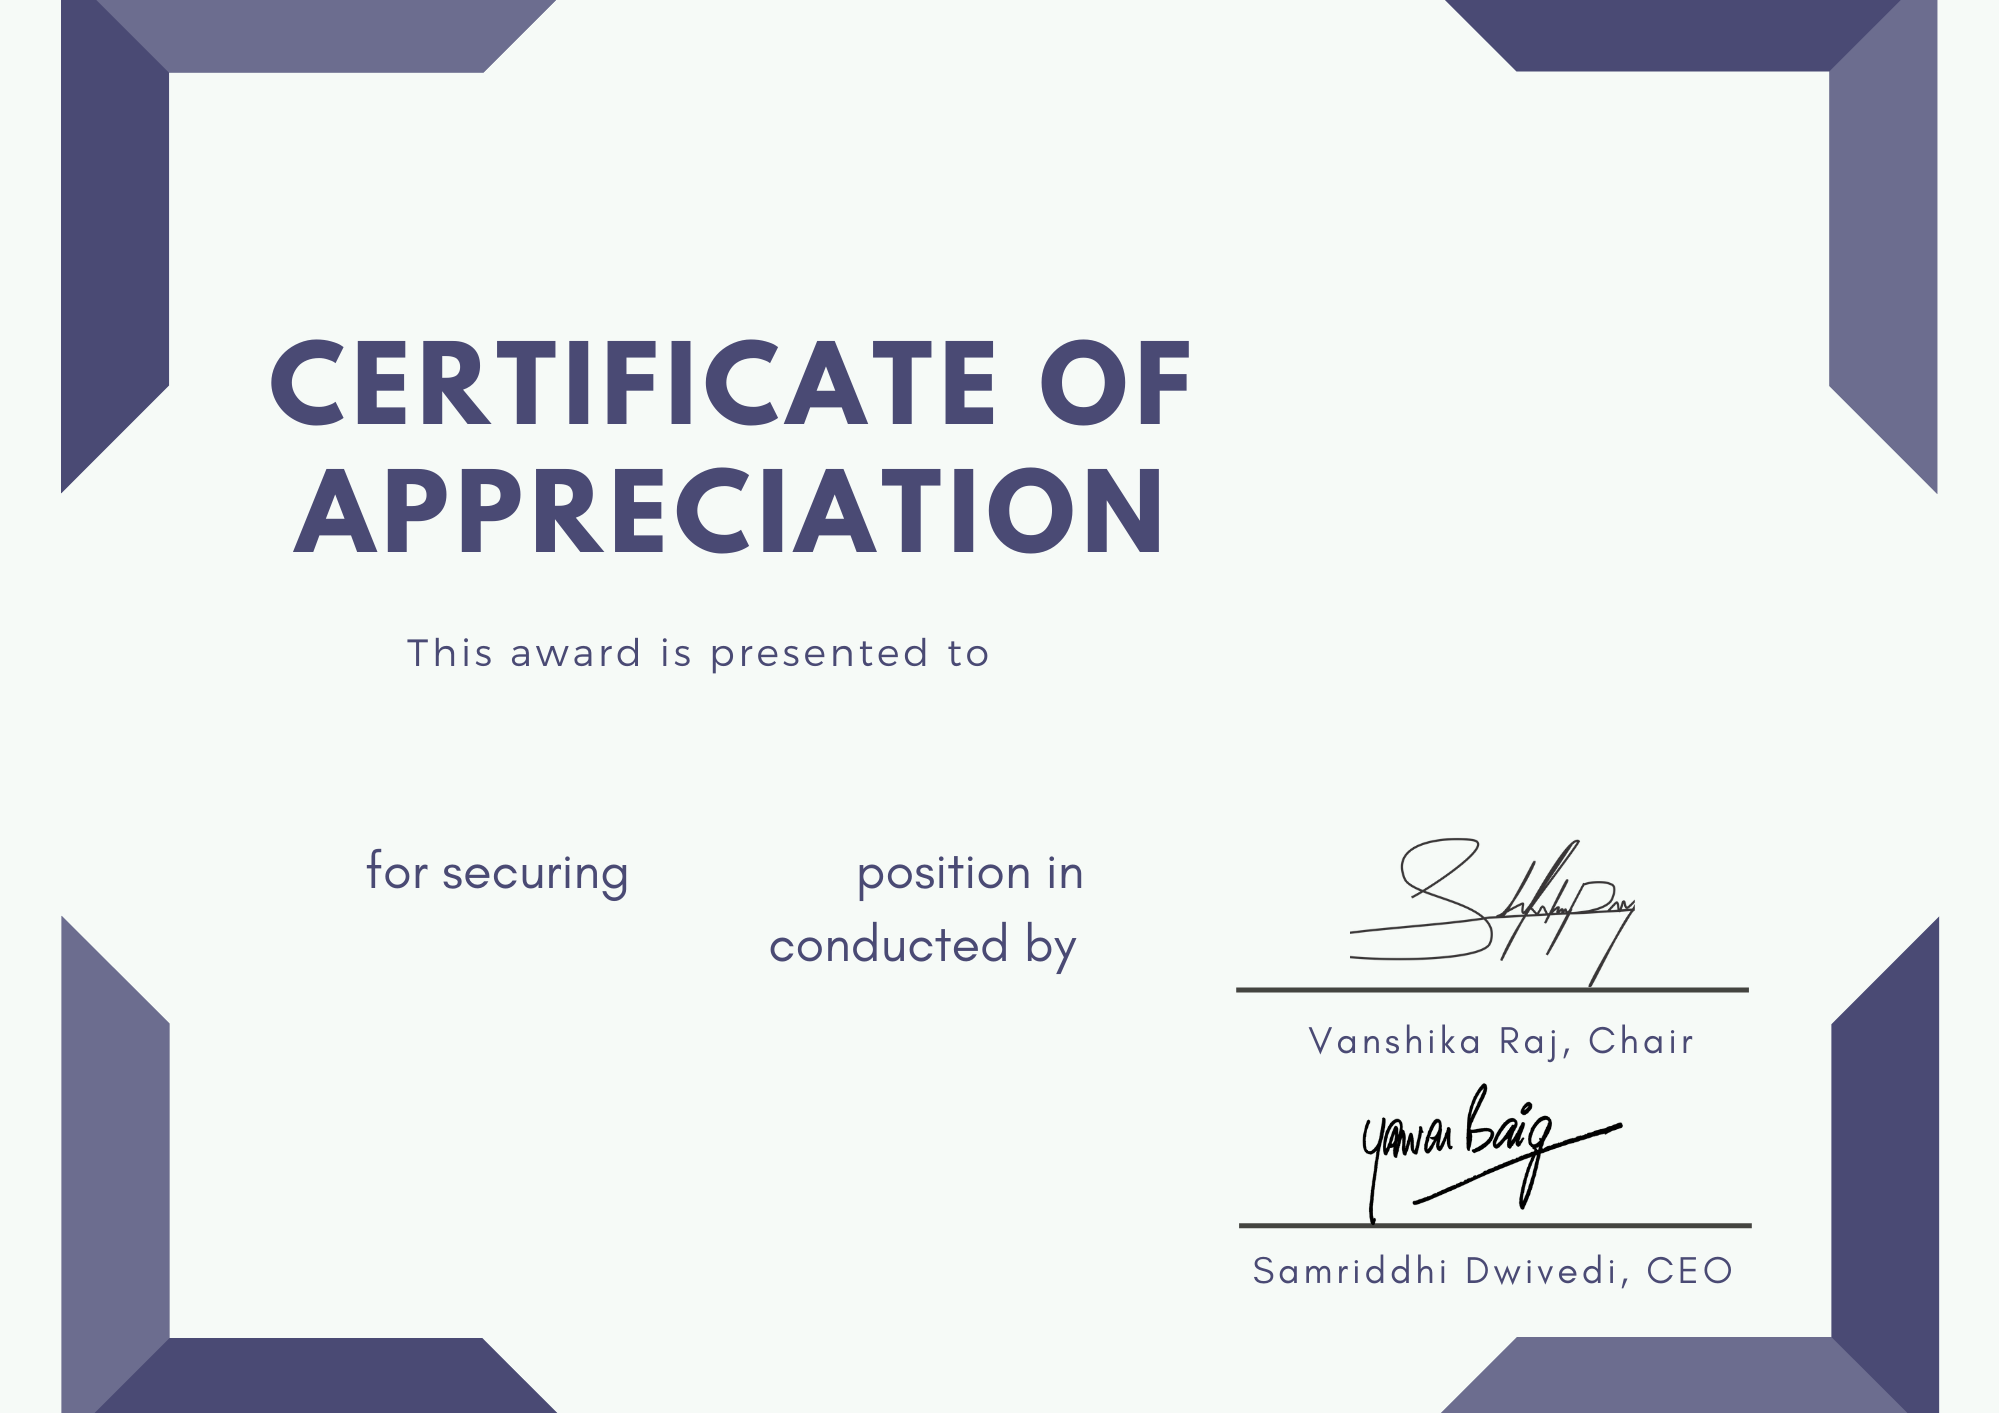 CERTIFICATE OF
APPRECIATION
This award is presented to
for securing position in
conducted by
Vanshika Raj, Chair
Baig
Samriddhi Dwivedi, CEO